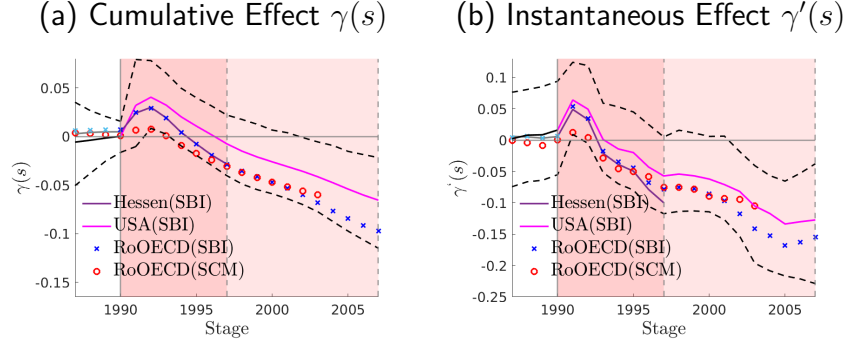 (a) Cumulative Effect γ(s)
0.05
0
-0.05
-0.1
-0.15
γ(s)
Hessen(SBI)
USA(SBI)
RoOECD(SBI)
RoOECD(SCM)
1990 1995 2000 2005
Stage
(b) Instantaneous Effect γ′(s)
0.1
0.05
0
-0.05
-0.1
-0.15
-0.2
-0.25
γ‘(s)
Hessen(SBI)
USA(SBI)
RoOECD(SBI)
RoOECD(SCM)
1990 1995 2000 2005
Stage